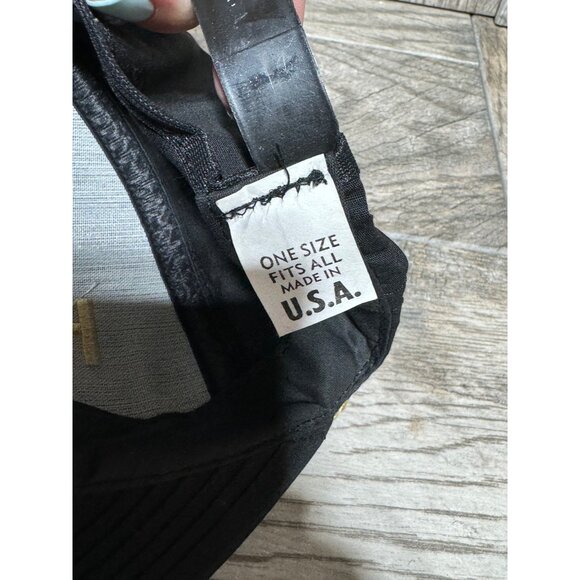 ONE SIZE
FITS ALL
MADE IN
U.S.A.